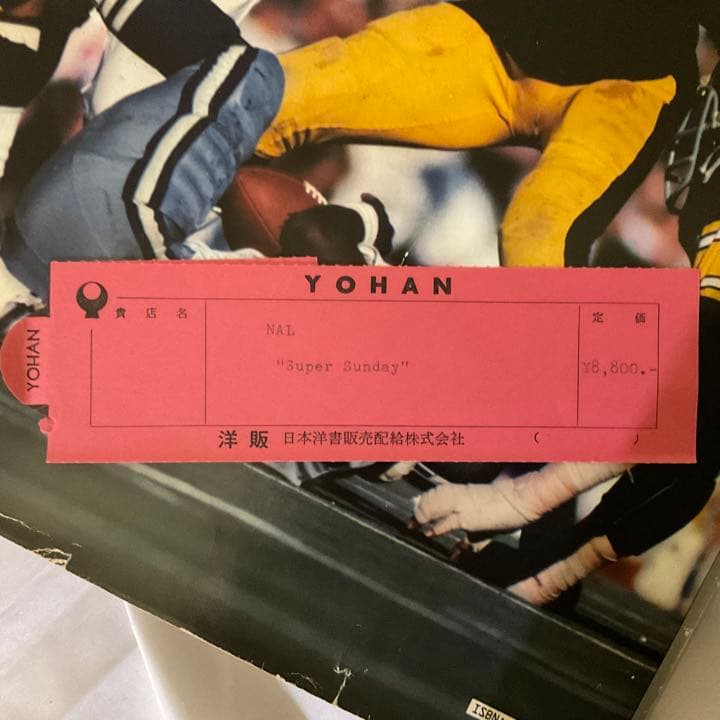 YOHAN
貴店名
定価
NAL
"Super Sunday"
¥8,800.-
YOHAN
洋販 日本洋書販売配給株式会社 ( )
ISBN